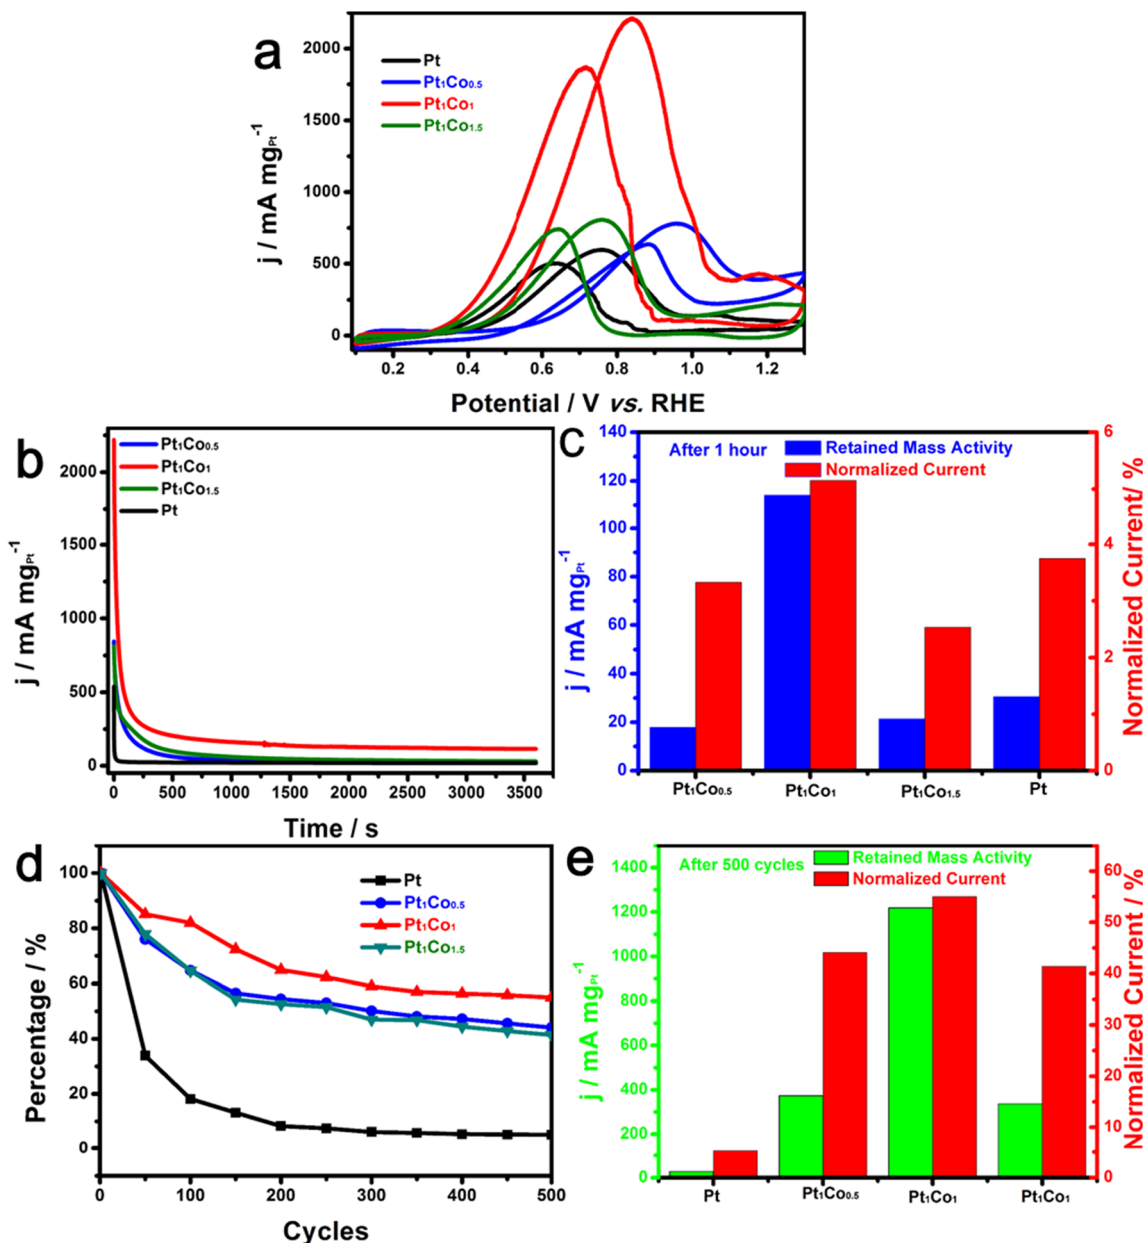 a
Pt
Pt₁Co₀.₅
Pt₁Co₁
Pt₁Co₁.₅
2000
1500
1000
500
0
j / mA mgPt⁻¹
0.2 0.4 0.6 0.8 1.0 1.2
Potential / V vs. RHE
b
Pt₁Co₀.₅
Pt₁Co₁
Pt₁Co₁.₅
Pt
2000
1500
1000
500
0
j / mA mgPt⁻¹
0 500 1000 1500 2000 2500 3000 3500
Time / s
c
After 1 hour
Retained Mass Activity
Normalized Current
140
120
100
80
60
40
20
0
j / mA mgPt⁻¹
6
4
2
0
Normalized Current/ %
Pt₁Co₀.₅ Pt₁Co₁ Pt₁Co₁.₅ Pt
d
Pt
Pt₁Co₀.₅
Pt₁Co₁
Pt₁Co₁.₅
100
80
60
40
20
0
Percentage / %
0 100 200 300 400 500
Cycles
e
After 500 cycles
Retained Mass Activity
Normalized Current
1400
1200
1000
800
600
400
200
0
j / mA mgPt⁻¹
60
50
40
30
20
10
0
Normalized Current / %
Pt Pt₁Co₀.₅ Pt₁Co₁ Pt₁Co₁